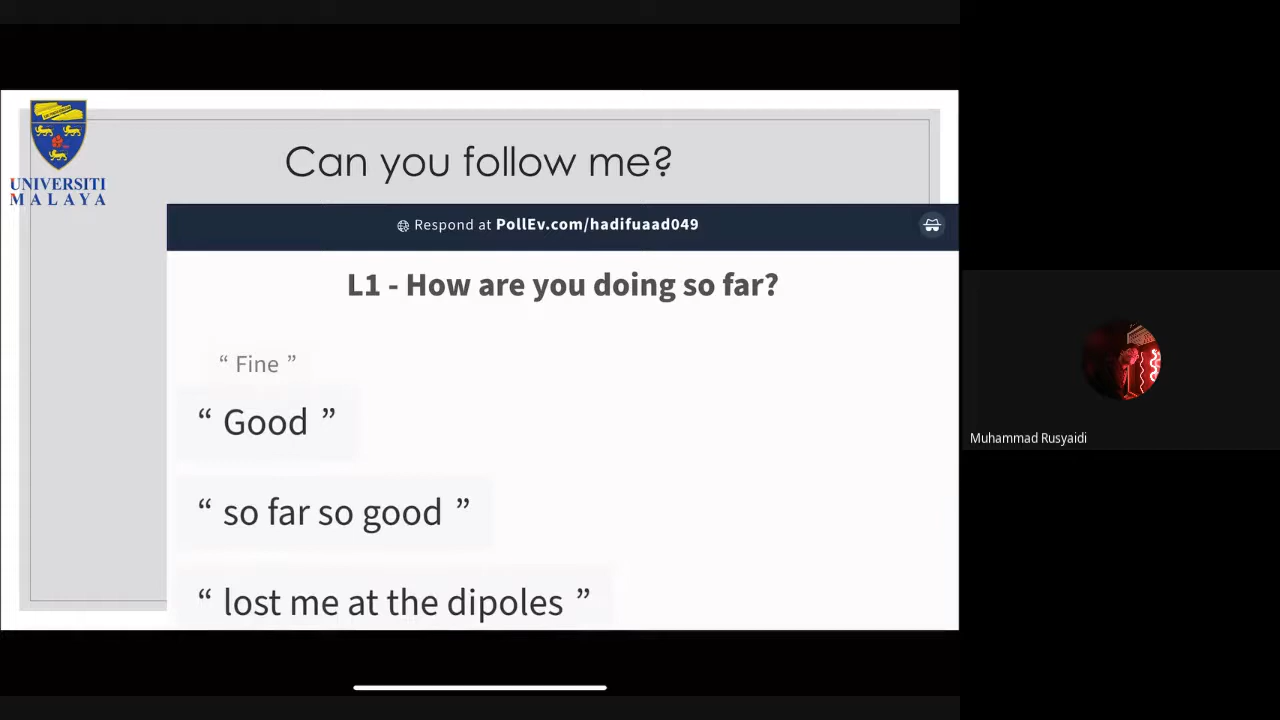 Can you follow me?
UNIVERSITI
MALAYA
Respond at PollEv.com/hadifuaad049
L1 - How are you doing so far?
“ Fine ”
“ Good ”
“ so far so good ”
“ lost me at the dipoles ”
Muhammad Rusyaidi